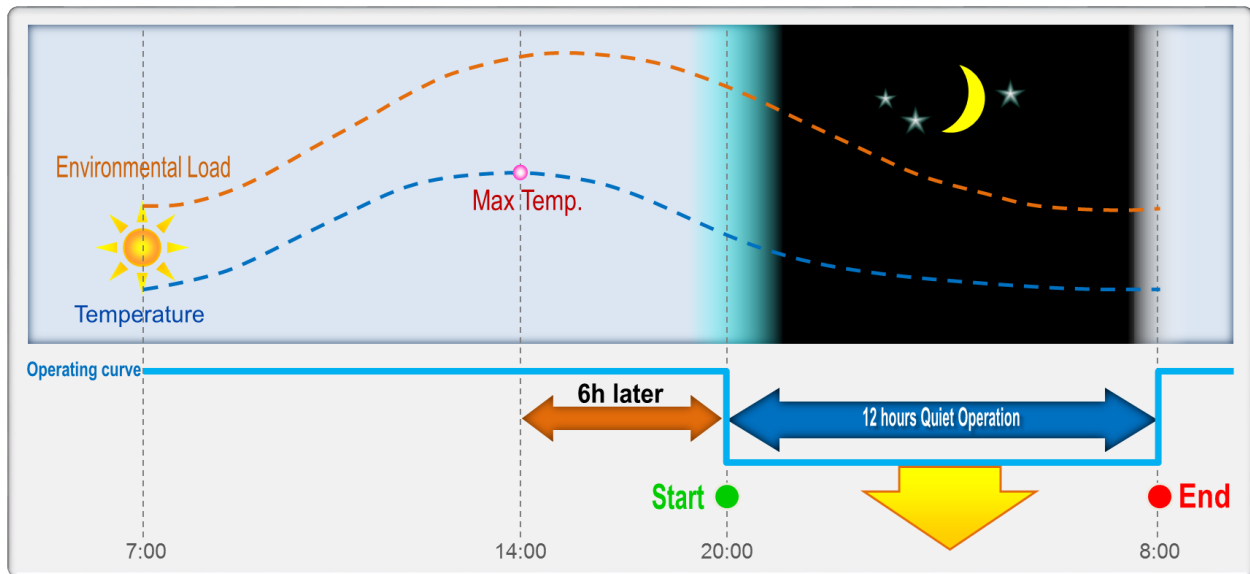 Environmental Load
Max Temp.
Temperature
Operating curve
6h later
12 hours Quiet Operation
Start
End
7:00
14:00
20:00
8:00